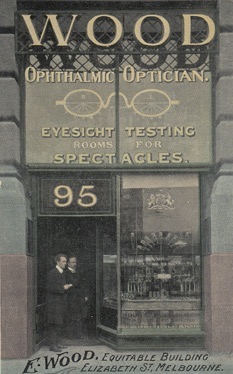 WOOD
OPHTHALMIC OPTICIAN.
EYESIGHT TESTING
ROOMS FOR
SPECTACLES.
95
E. WOOD, EQUITABLE BUILDING
ELIZABETH ST, MELBOURNE.